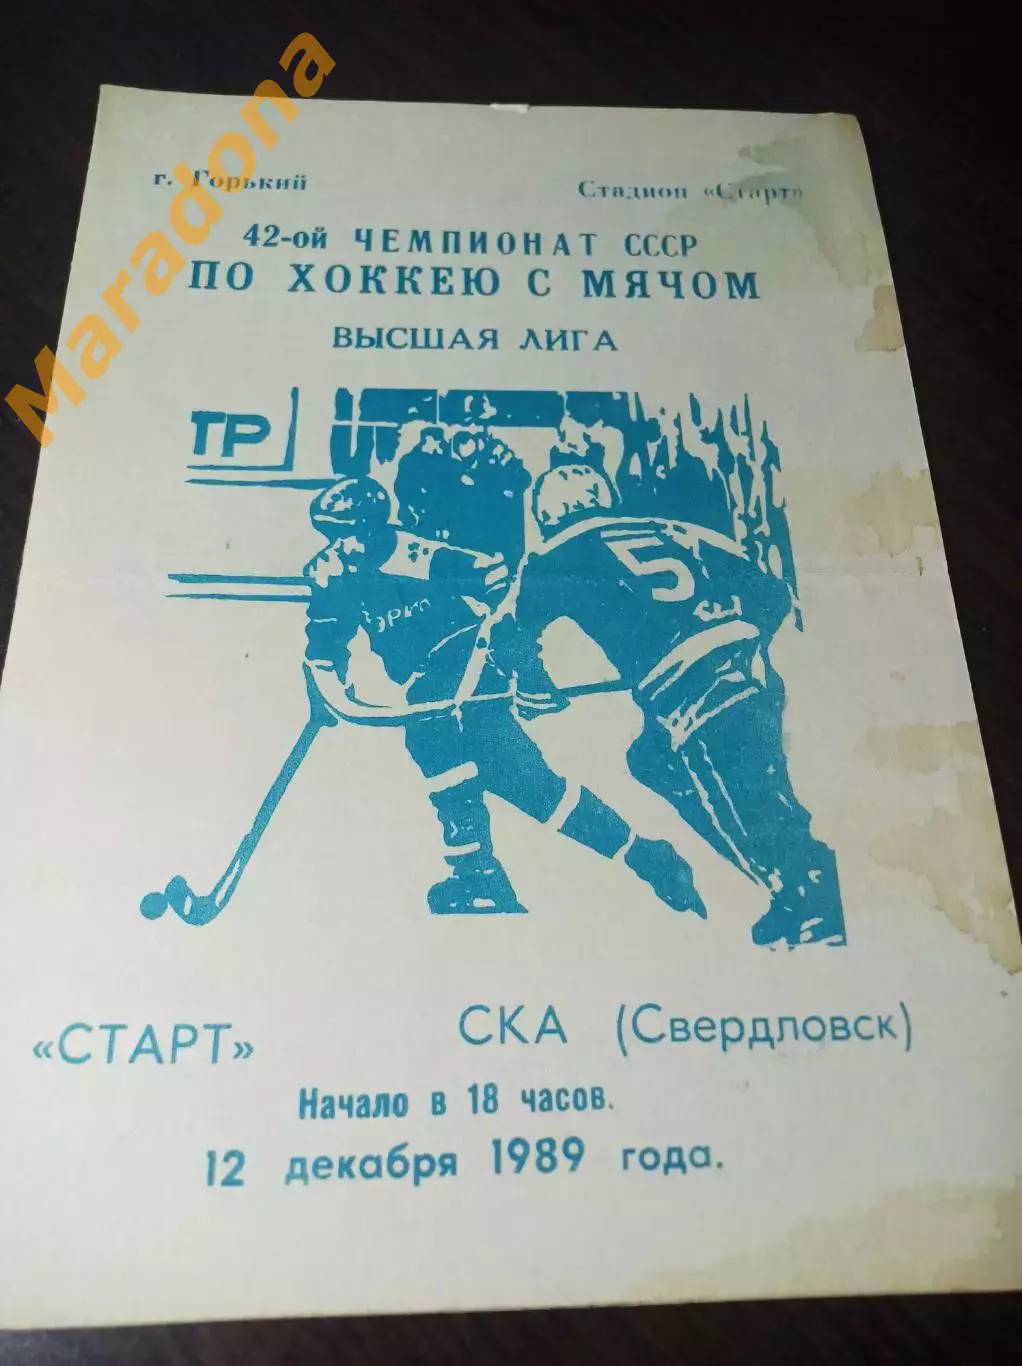 Maradona
г. Горький Стадион «Старт»
42-ой ЧЕМПИОНАТ СССР
ПО ХОККЕЮ С МЯЧОМ
ВЫСШАЯ ЛИГА
ТР
5
«СТАРТ» СКА (Свердловск)
Начало в 18 часов.
12 декабря 1989 года.